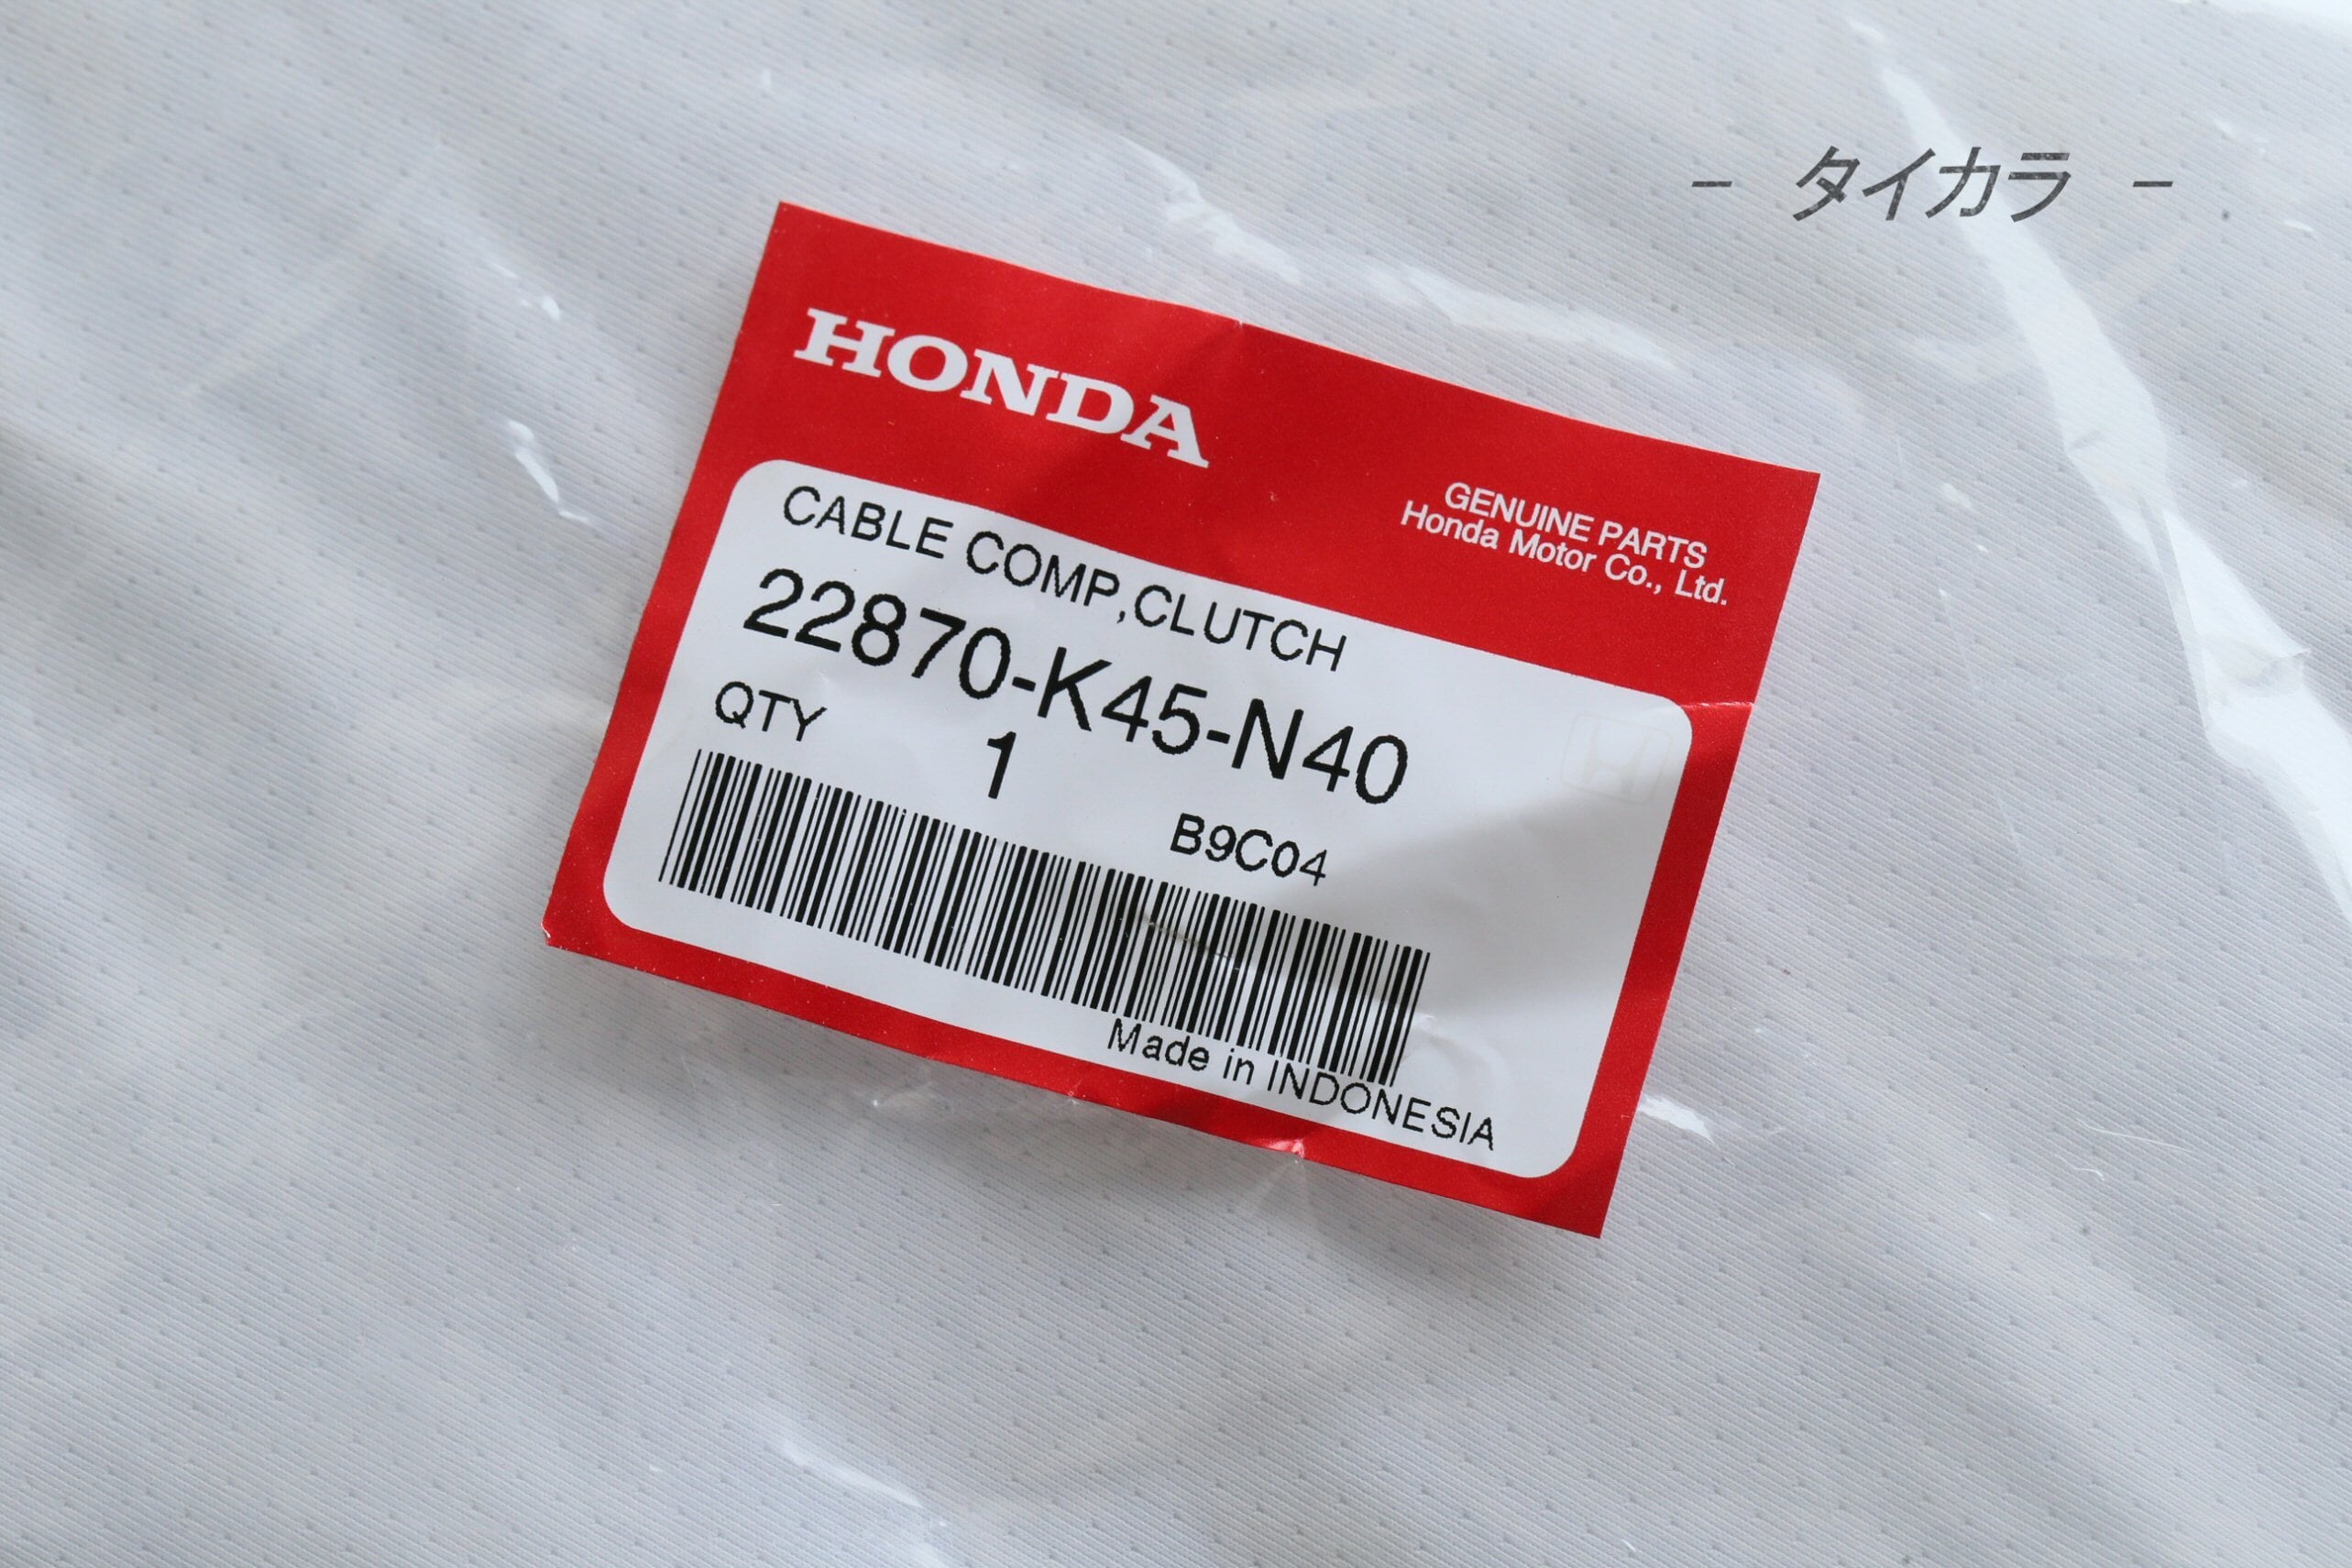 - タイカラ -
HONDA
GENUINE PARTS
Honda Motor Co., Ltd.
CABLE COMP,CLUTCH
22870-K45-N40
QTY 1
B9C04
Made in INDONESIA